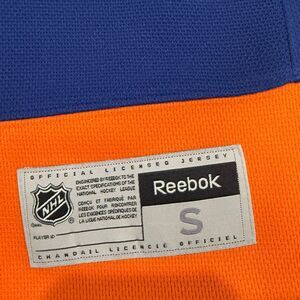 OFFICIAL LICENSED JERSEY
ENGINEERED BY REEBOK TO THE
EXACT SPECIFICATIONS OF THE
NATIONAL HOCKEY LEAGUE
CONÇU ET FABRIQUÉ PAR
REEBOK POUR RENCONTRER
LES EXIGENCES SPÉCIFIQUES DE
LA LIGUE NATIONALE DE HOCKEY
NHL
PLAYER ID
Reebok
S
CHANDAIL LICENCIÉ OFFICIEL